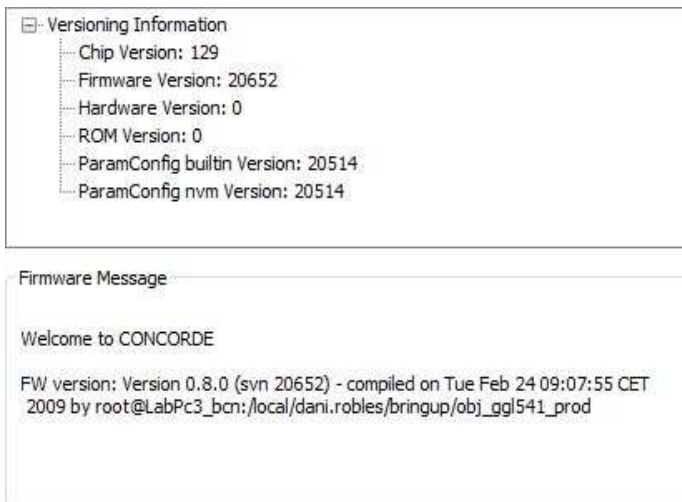 Versioning Information
Chip Version: 129
Firmware Version: 20652
Hardware Version: 0
ROM Version: 0
ParamConfig builtin Version: 20514
ParamConfig nvm Version: 20514
Firmware Message
Welcome to CONCORDE
FW version: Version 0.8.0 (svn 20652) - compiled on Tue Feb 24 09:07:55 CET
2009 by root@LabPc3_bcn:/local/dani.robles/bringup/obj_ggl541_prod